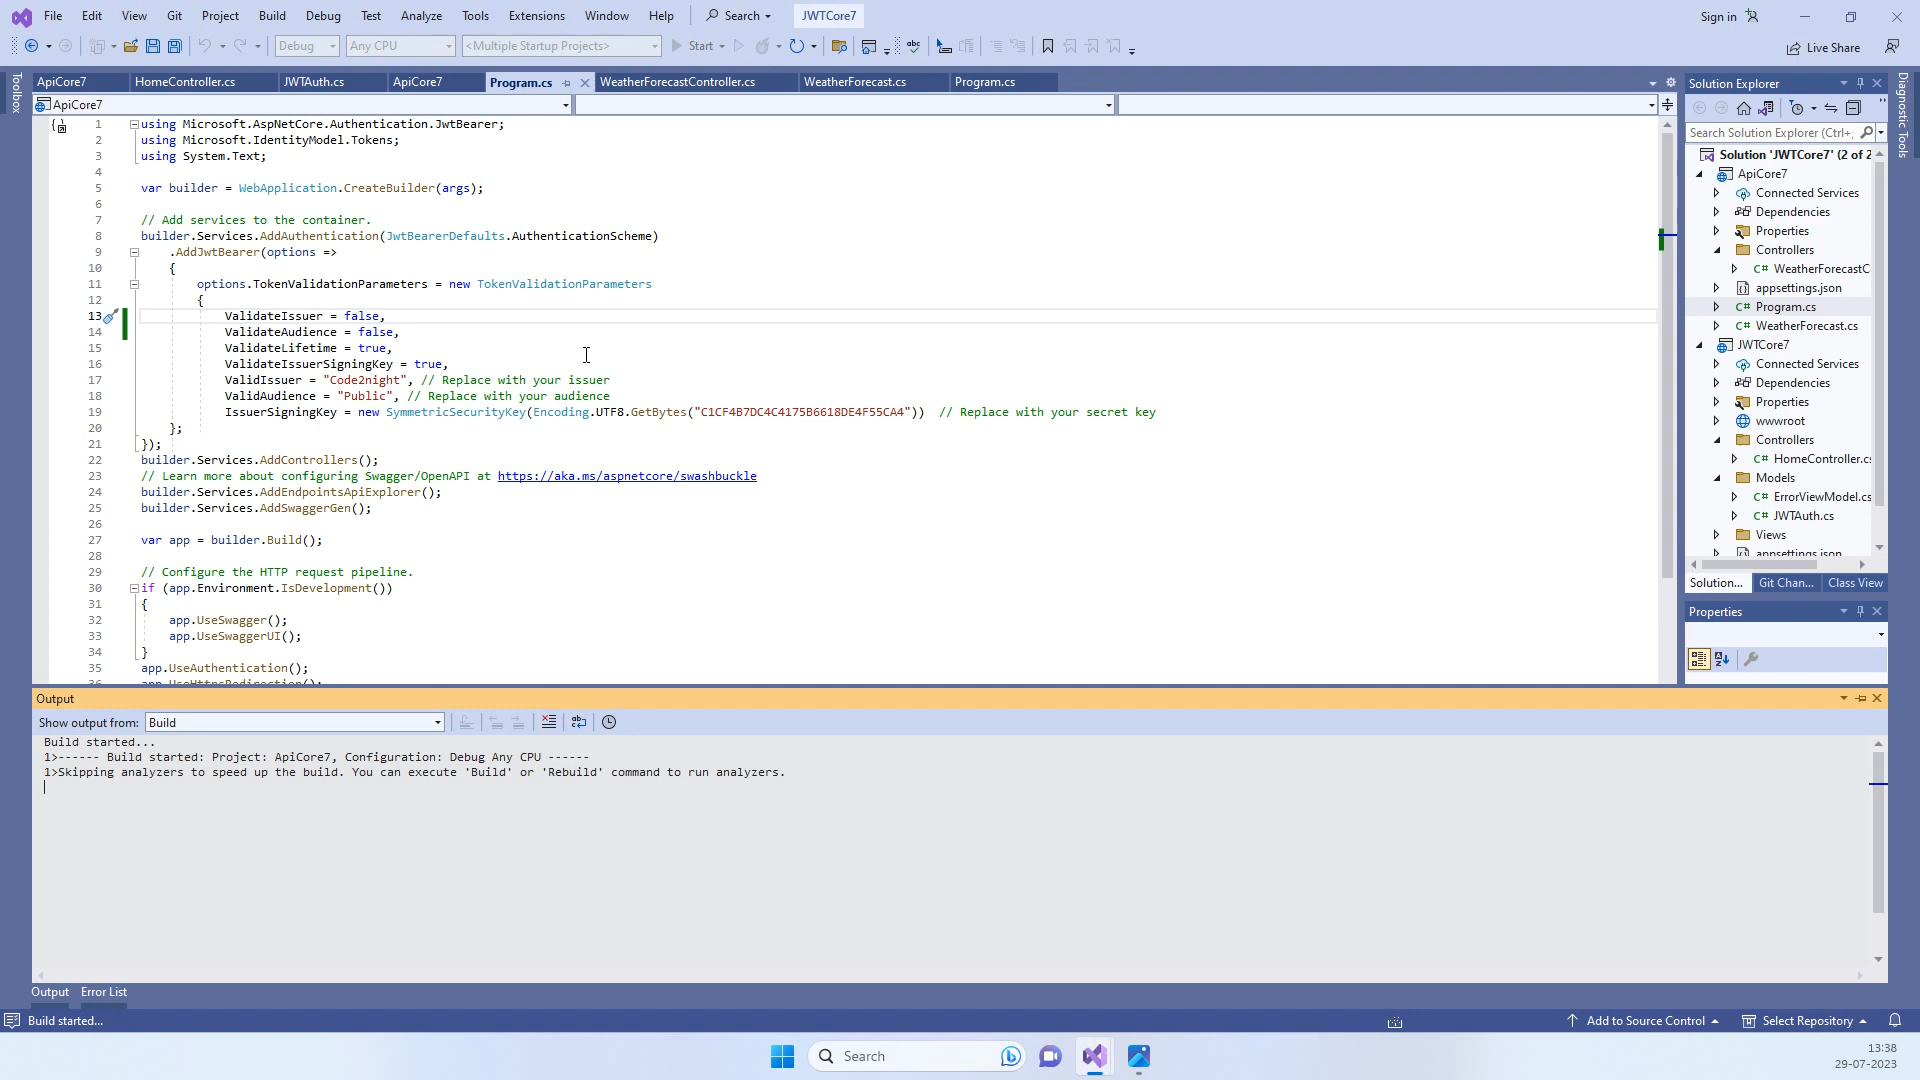 File Edit View Git Project Build Debug Test Analyze Tools Extensions Window Help Search JWTCore7 Sign in
Debug Any CPU <Multiple Startup Projects> Start Live Share
Toolbox
ApiCore7 HomeController.cs JWTAuth.cs ApiCore7 Program.cs WeatherForecastController.cs WeatherForecast.cs Program.cs
ApiCore7
1 using Microsoft.AspNetCore.Authentication.JwtBearer;
2 using Microsoft.IdentityModel.Tokens;
3 using System.Text;
4
5 var builder = WebApplication.CreateBuilder(args);
6
7 // Add services to the container.
8 builder.Services.AddAuthentication(JwtBearerDefaults.AuthenticationScheme)
9 .AddJwtBearer(options =>
10 {
11 options.TokenValidationParameters = new TokenValidationParameters
12 {
13 ValidateIssuer = false,
14 ValidateAudience = false,
15 ValidateLifetime = true,
16 ValidateIssuerSigningKey = true,
17 ValidIssuer = "Code2night", // Replace with your issuer
18 ValidAudience = "Public", // Replace with your audience
19 IssuerSigningKey = new SymmetricSecurityKey(Encoding.UTF8.GetBytes("C1CF4B7DC4C4175B6618DE4F55CA4")) // Replace with your secret key
20 };
21 });
22 builder.Services.AddControllers();
23 // Learn more about configuring Swagger/OpenAPI at https://aka.ms/aspnetcore/swashbuckle
24 builder.Services.AddEndpointsApiExplorer();
25 builder.Services.AddSwaggerGen();
26
27 var app = builder.Build();
28
29 // Configure the HTTP request pipeline.
30 if (app.Environment.IsDevelopment())
31 {
32 app.UseSwagger();
33 app.UseSwaggerUI();
34 }
35 app.UseAuthentication();
36 app.UseHttpsRedirection();
Solution Explorer
Search Solution Explorer (Ctrl+;
Solution 'JWTCore7' (2 of 2
ApiCore7
Connected Services
Dependencies
Properties
Controllers
C# WeatherForecastC
appsettings.json
C# Program.cs
C# WeatherForecast.cs
JWTCore7
Connected Services
Dependencies
Properties
wwwroot
Controllers
C# HomeController.cs
Models
C# ErrorViewModel.cs
C# JWTAuth.cs
Views
appsettings.json
Solution... Git Chan... Class View
Properties
Diagnostic Tools
Output
Show output from: Build
Build started...
1>------ Build started: Project: ApiCore7, Configuration: Debug Any CPU ------
1>Skipping analyzers to speed up the build. You can execute 'Build' or 'Rebuild' command to run analyzers.
Output Error List
Build started... Add to Source Control Select Repository
Search
13:38
29-07-2023